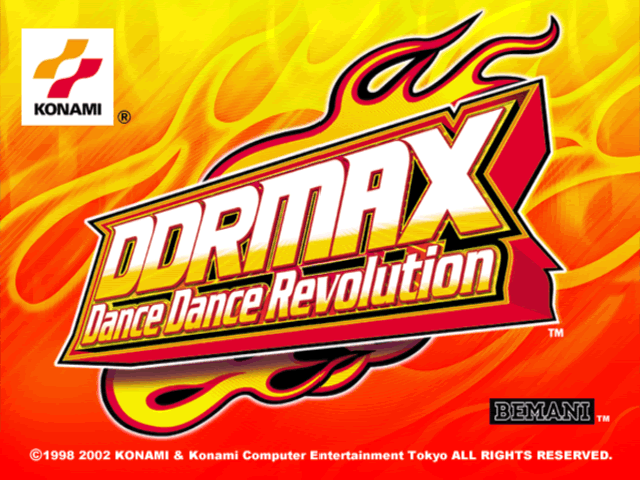 KONAMI
®
DDRMAX
Dance Dance Revolution
TM
BEMANI TM
©1998 2002 KONAMI & Konami Computer Entertainment Tokyo ALL RIGHTS RESERVED.